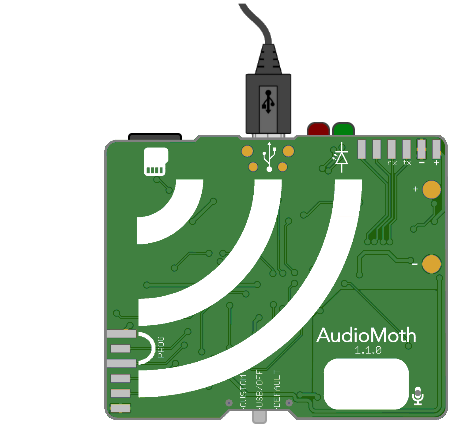 +
-
AudioMoth
1.1.0
CUSTOM
USB/OFF
DEFAULT